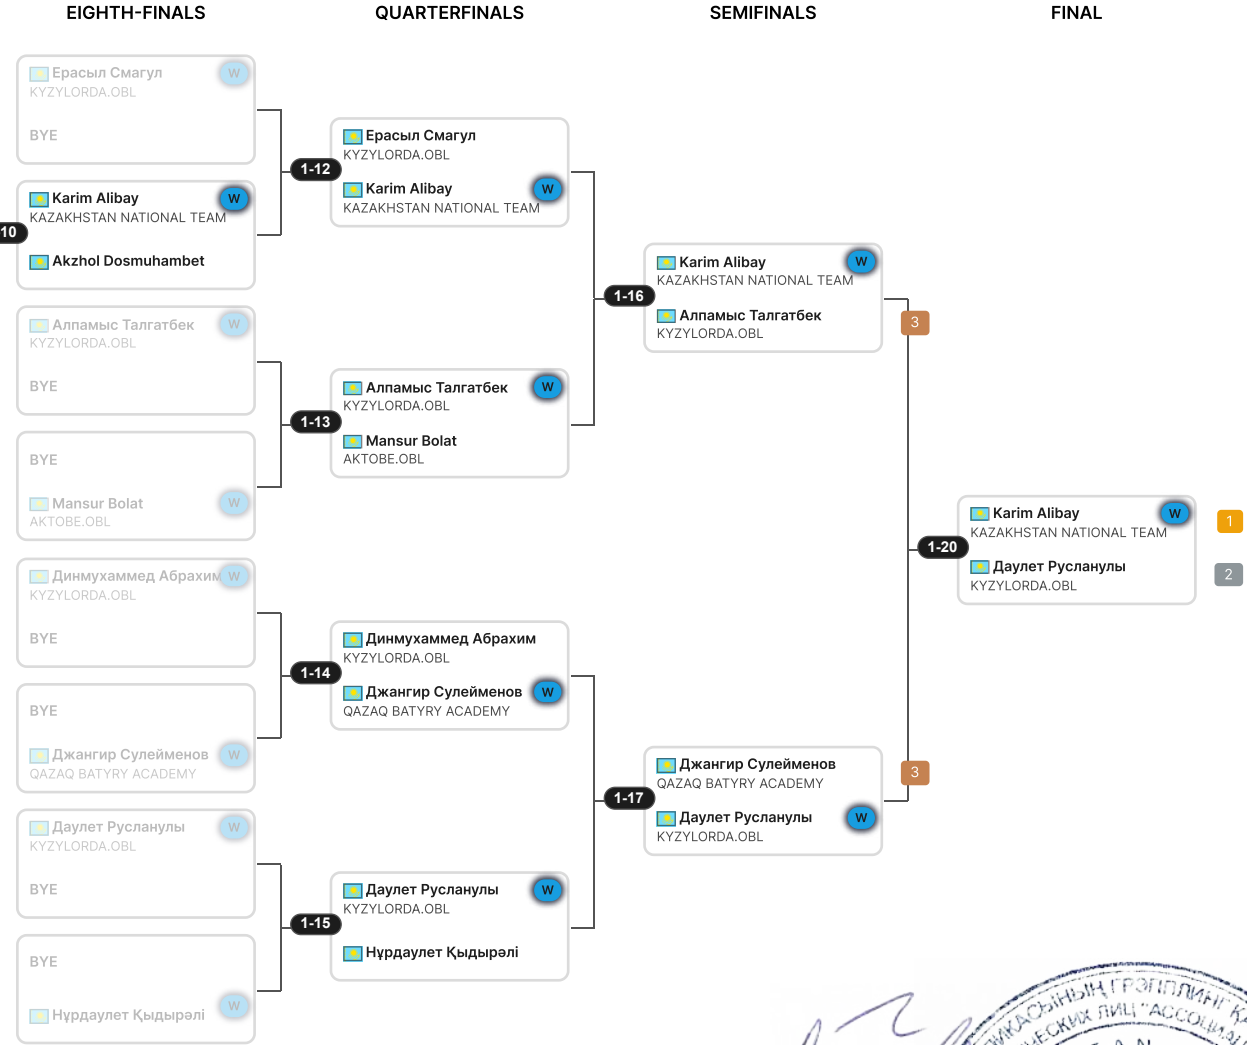 EIGHTH-FINALS
QUARTERFINALS
SEMIFINALS
FINAL
Ерасыл Смагул
W
KYZYLORDA.OBL
BYE
10
Karim Alibay
W
KAZAKHSTAN NATIONAL TEAM
Akzhol Dosmuhambet
Алпамыс Талгатбек
W
KYZYLORDA.OBL
BYE
BYE
Mansur Bolat
W
AKTOBE.OBL
Динмухаммед Абрахим
W
KYZYLORDA.OBL
BYE
BYE
Джангир Сулейменов
W
QAZAQ BATYRY ACADEMY
Даулет Русланулы
W
KYZYLORDA.OBL
BYE
BYE
Нұрдаулет Қыдырәлі
W
1-12
Ерасыл Смагул
KYZYLORDA.OBL
Karim Alibay
W
KAZAKHSTAN NATIONAL TEAM
1-13
Алпамыс Талгатбек
W
KYZYLORDA.OBL
Mansur Bolat
AKTOBE.OBL
1-14
Динмухаммед Абрахим
KYZYLORDA.OBL
Джангир Сулейменов
W
QAZAQ BATYRY ACADEMY
1-15
Даулет Русланулы
W
KYZYLORDA.OBL
Нұрдаулет Қыдырәлі
1-16
Karim Alibay
W
KAZAKHSTAN NATIONAL TEAM
Алпамыс Талгатбек
KYZYLORDA.OBL
3
1-17
Джангир Сулейменов
QAZAQ BATYRY ACADEMY
Даулет Русланулы
W
KYZYLORDA.OBL
3
1-20
Karim Alibay
W
KAZAKHSTAN NATIONAL TEAM
Даулет Русланулы
KYZYLORDA.OBL
1
2
ГРЭППЛИНГ
ЛИЦ "АССОЦИА